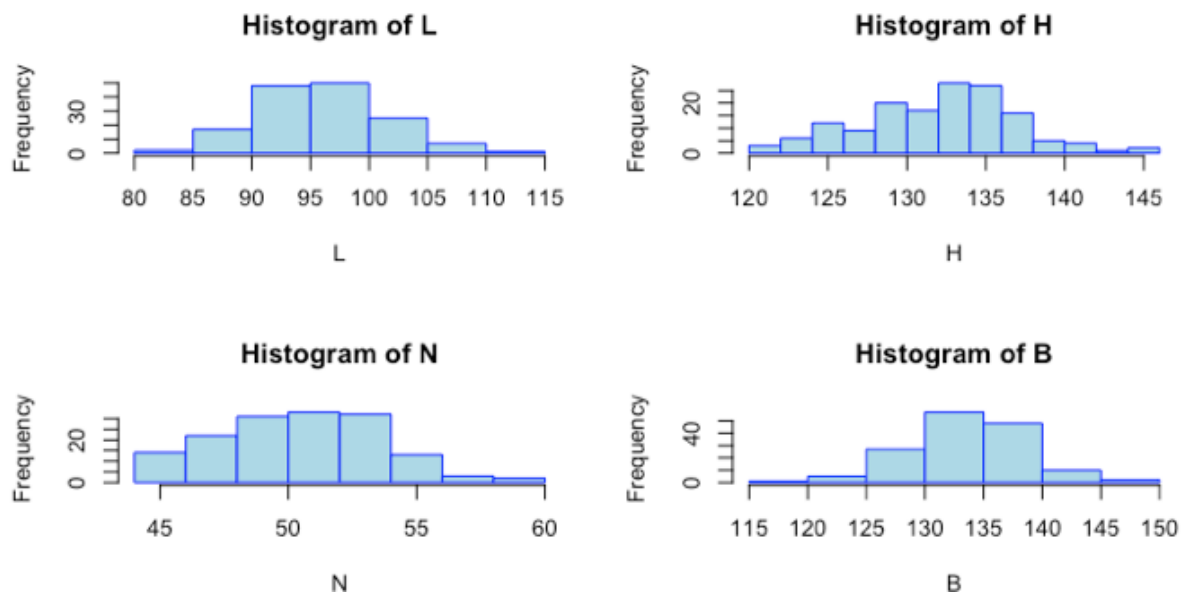 Histogram of L
Frequency
0 30
80 85 90 95 100 105 110 115
L
Histogram of H
Frequency
0 20
120 125 130 135 140 145
H
Histogram of N
Frequency
0 20
45 50 55 60
N
Histogram of B
Frequency
0 40
115 120 125 130 135 140 145 150
B